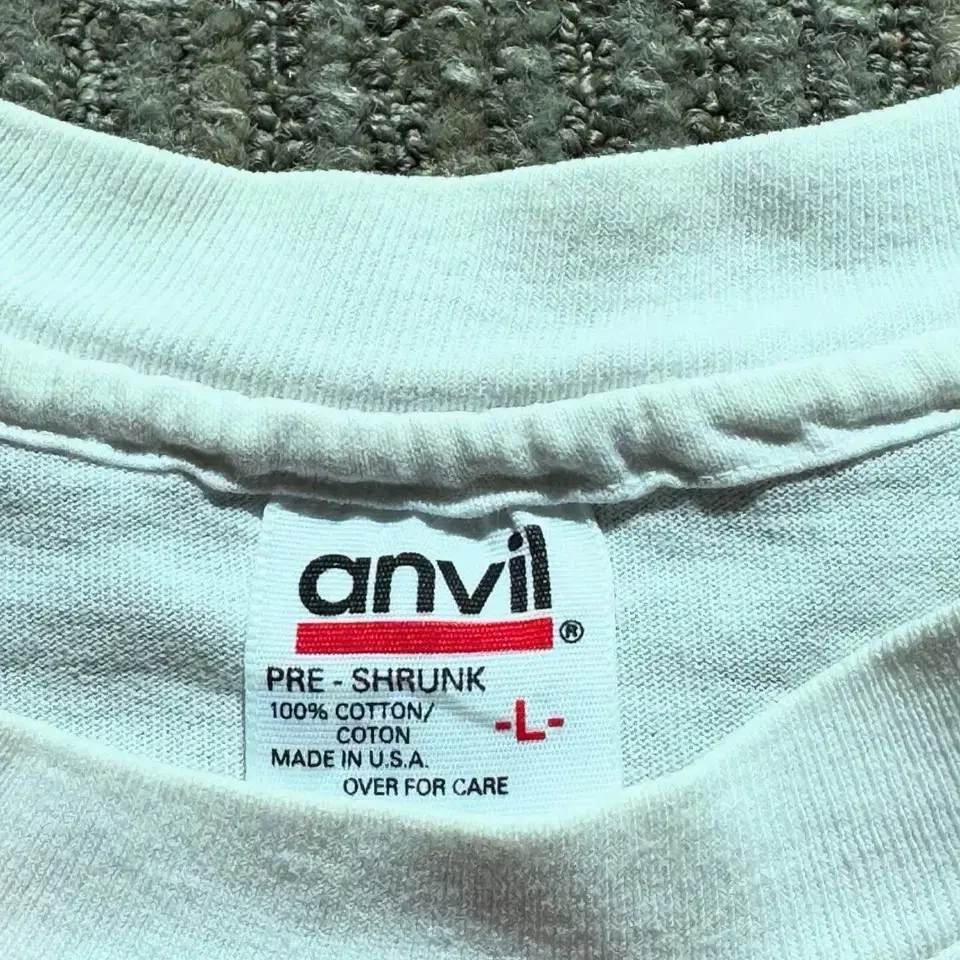 anvil®
PRE - SHRUNK
100% COTTON/
COTON
-L-
MADE IN U.S.A.
OVER FOR CARE